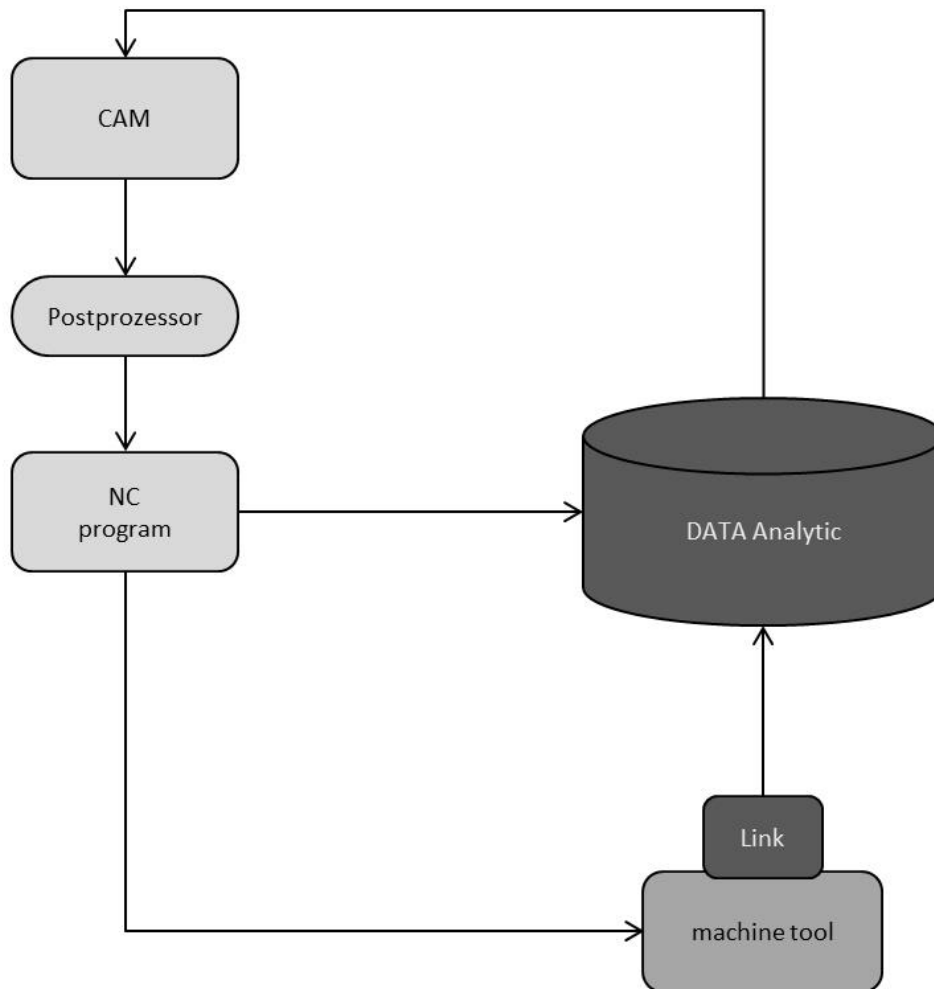 CAM
Postprozessor
NC
program
DATA Analytic
Link
machine tool